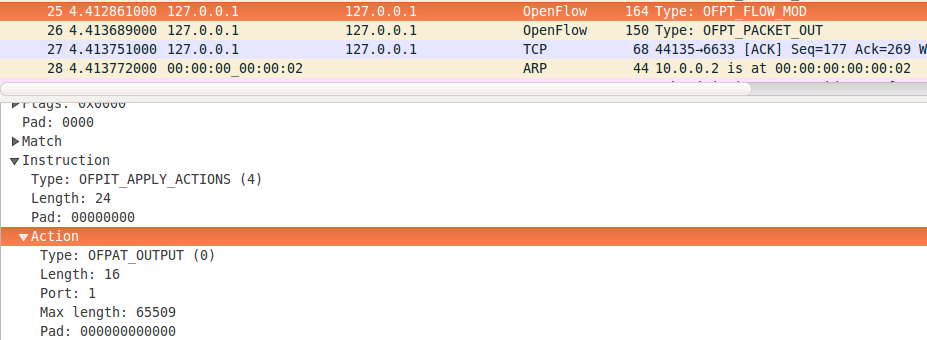 25 4.412861000 127.0.0.1 127.0.0.1 OpenFlow 164 Type: OFPT_FLOW_MOD
26 4.413689000 127.0.0.1 127.0.0.1 OpenFlow 150 Type: OFPT_PACKET_OUT
27 4.413751000 127.0.0.1 127.0.0.1 TCP 68 44135→6633 [ACK] Seq=177 Ack=269 W
28 4.413772000 00:00:00_00:00:02 ARP 44 10.0.0.2 is at 00:00:00:00:00:02
Flags: 0x0000
Pad: 0000
Match
Instruction
Type: OFPIT_APPLY_ACTIONS (4)
Length: 24
Pad: 00000000
Action
Type: OFPAT_OUTPUT (0)
Length: 16
Port: 1
Max length: 65509
Pad: 000000000000